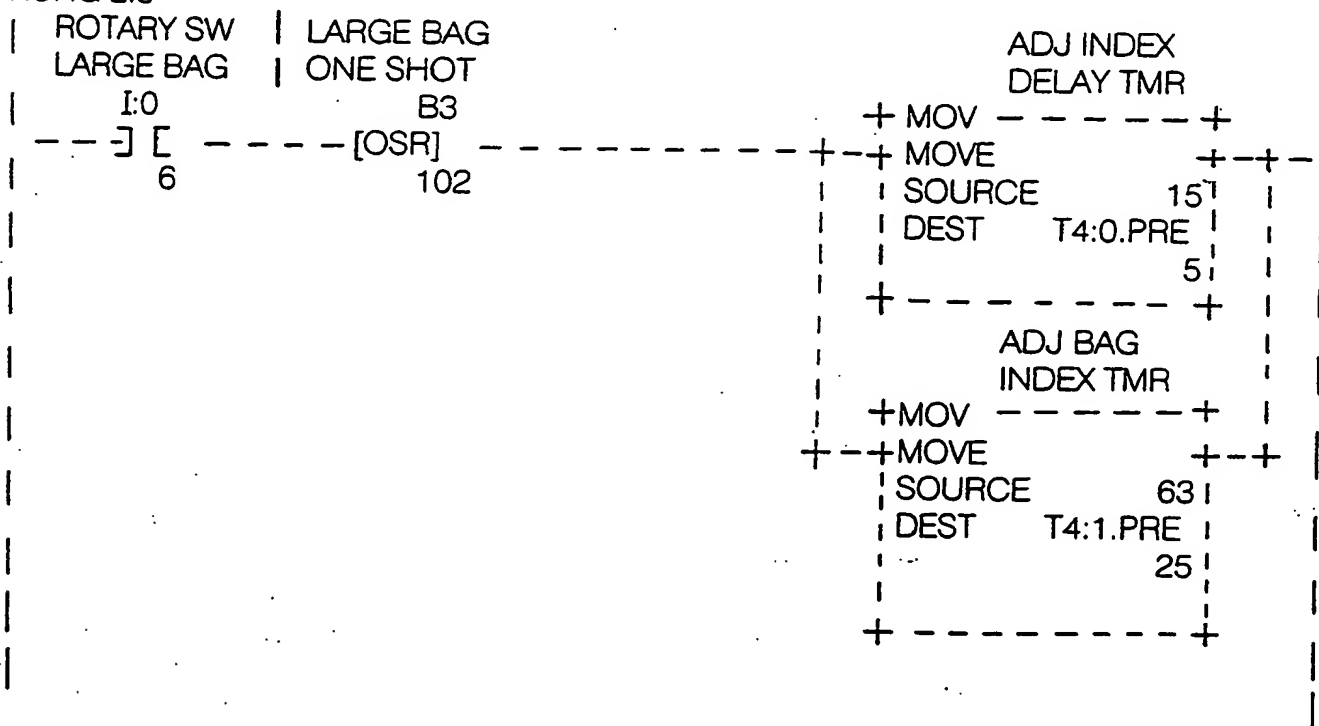 ROTARY SW | LARGE BAG
LARGE BAG | ONE SHOT
I:0 B3
---] [----[OSR]----------
6 102
ADJ INDEX
DELAY TMR
+ MOV -----+
+ MOVE
SOURCE 15
DEST T4:0.PRE
5
ADJ BAG
INDEX TMR
+MOV -----+
+MOVE
SOURCE 63
DEST T4:1.PRE
25